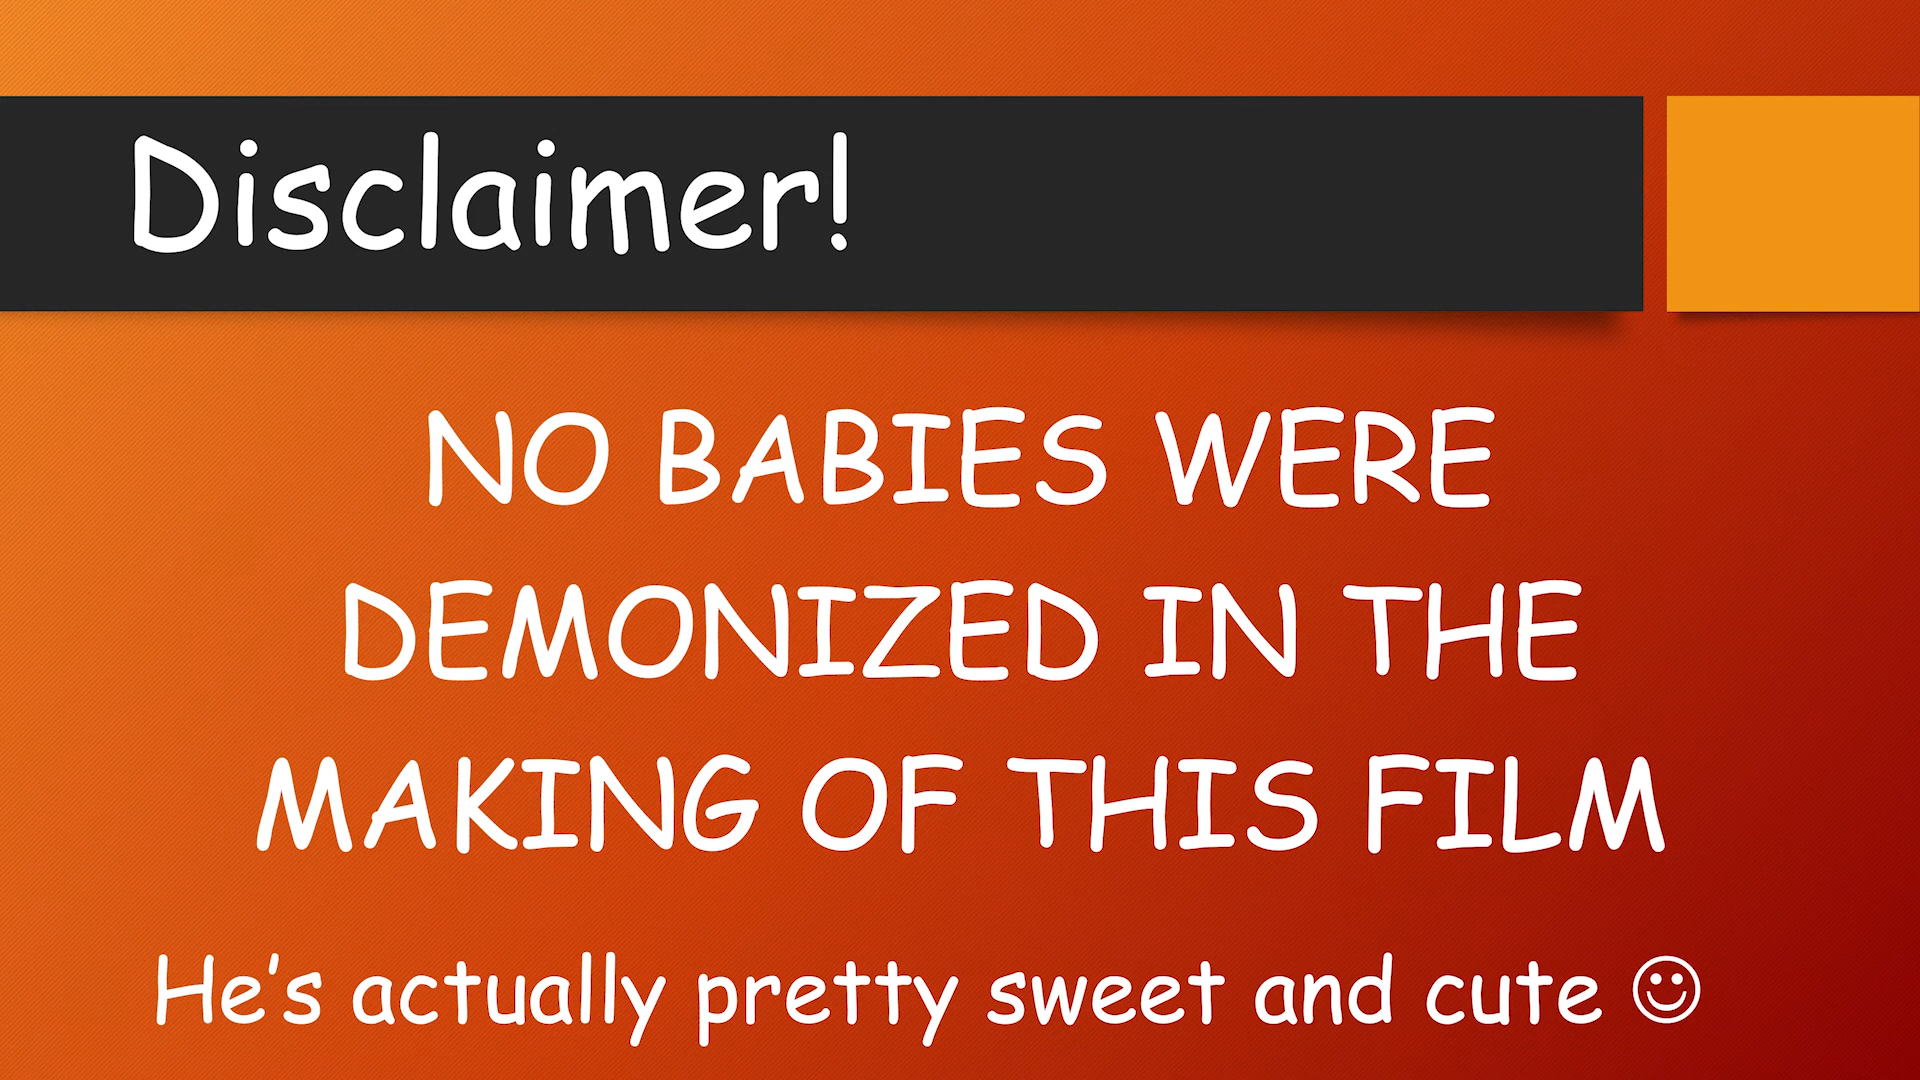 Disclaimer!
NO BABIES WERE
DEMONIZED IN THE
MAKING OF THIS FILM
He's actually pretty sweet and cute ☺